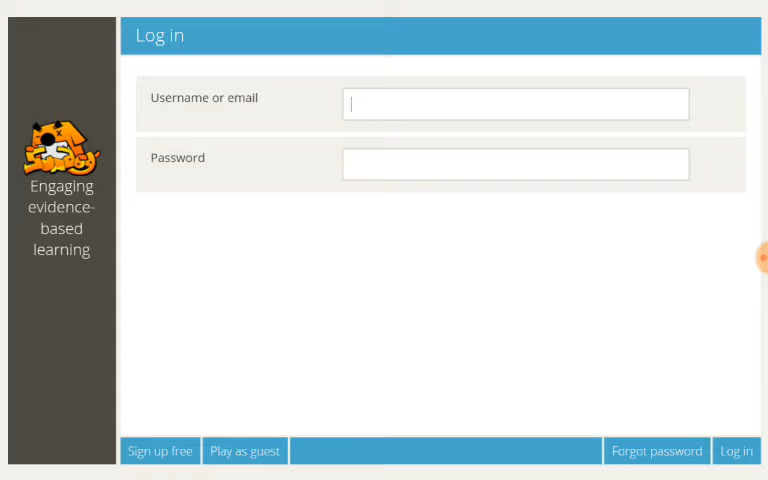 Log in
Username or email
Password
Sumdog
Engaging
evidence-
based
learning
Sign up free
Play as guest
Forgot password
Log in